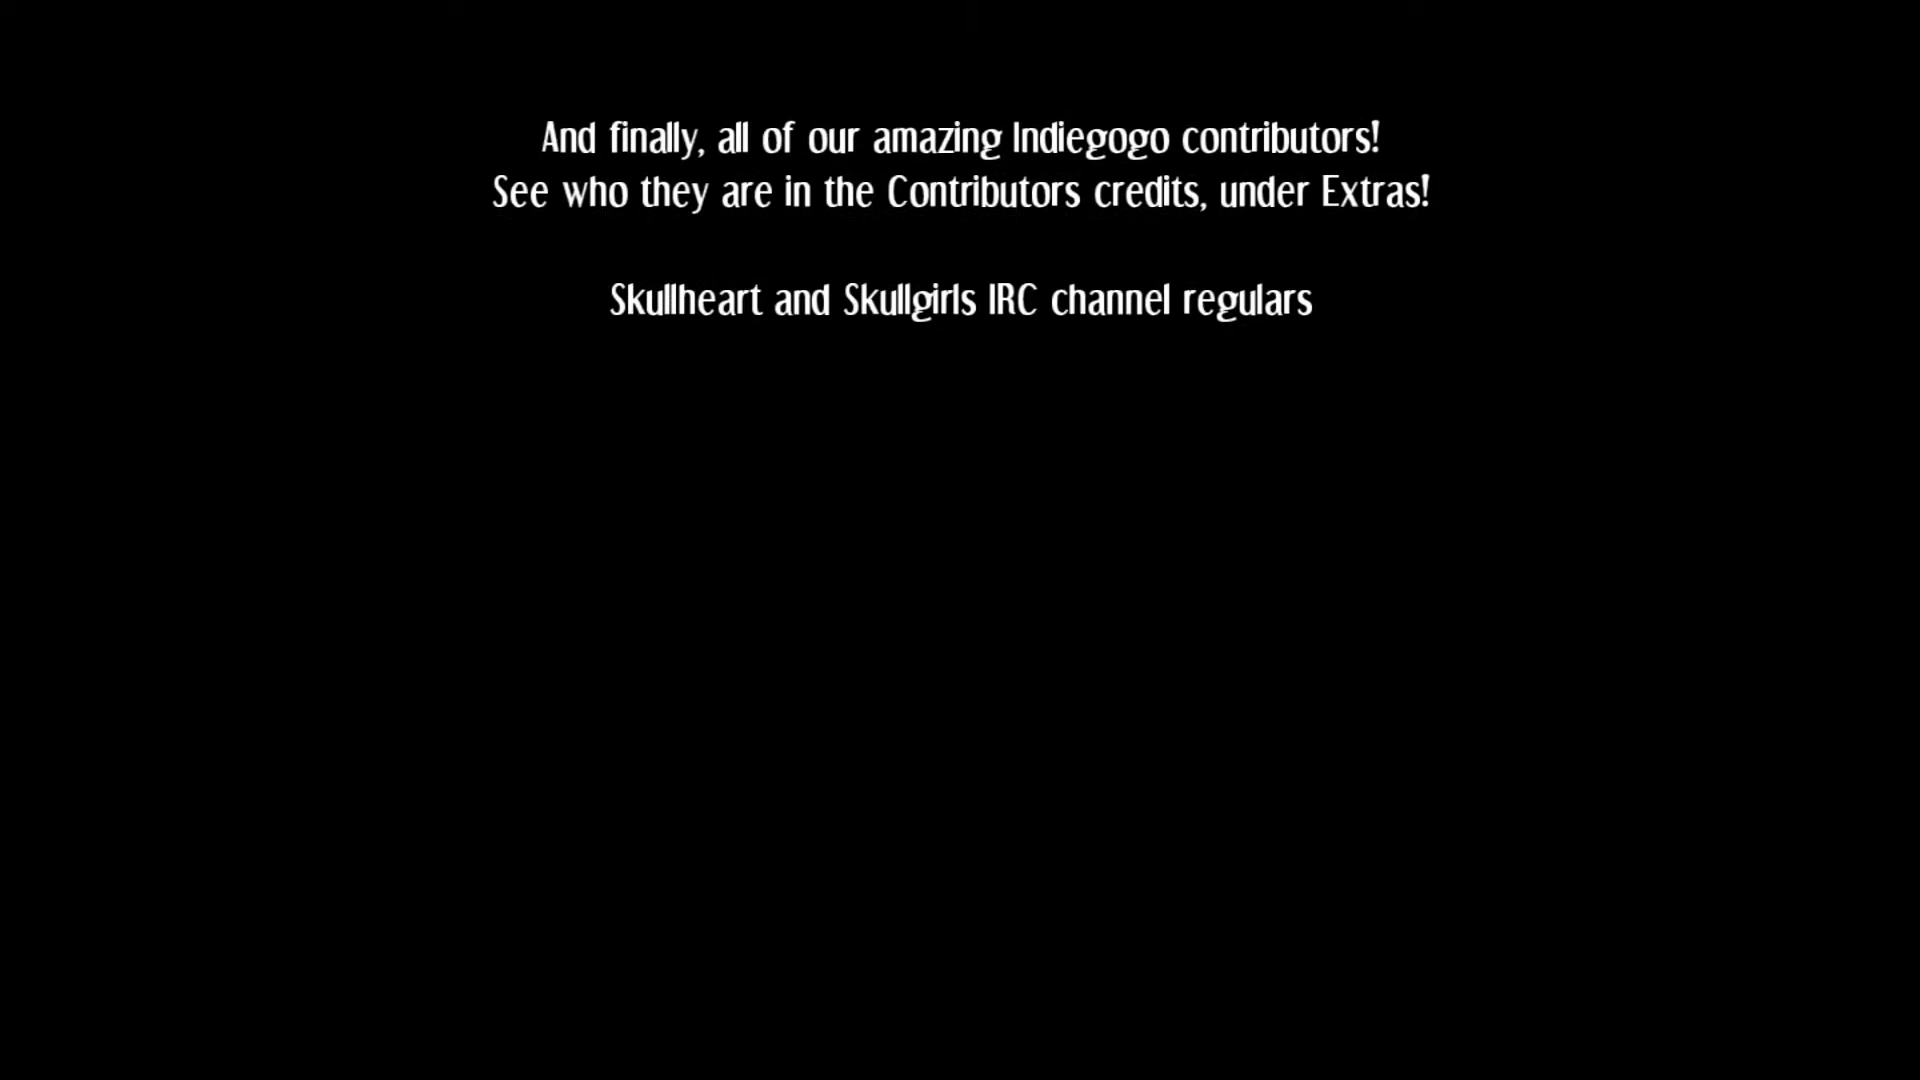 And finally, all of our amazing Indiegogo contributors!
See who they are in the Contributors credits, under Extras!
Skullheart and Skullgirls IRC channel regulars